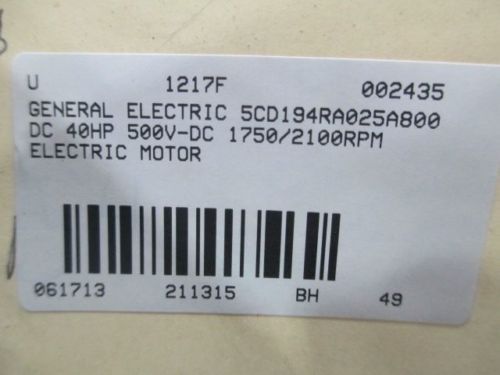 U 1217F 002435
GENERAL ELECTRIC 5CD194RA025A800
DC 40HP 500V-DC 1750/2100RPM
ELECTRIC MOTOR
061713 211315 BH 49